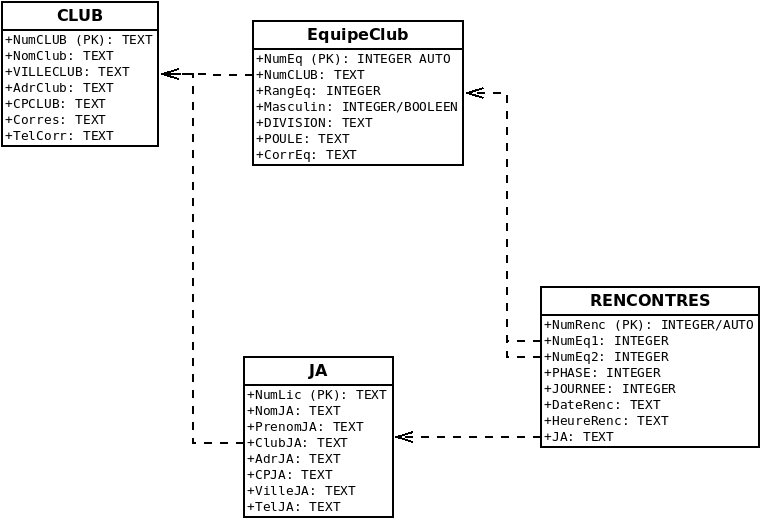 CLUB
+NumCLUB (PK): TEXT
+NomClub: TEXT
+VILLECLUB: TEXT
+AdrClub: TEXT
+CPCLUB: TEXT
+Corres: TEXT
+TelCorr: TEXT
EquipeClub
+NumEq (PK): INTEGER AUTO
+NumCLUB: TEXT
+RangEq: INTEGER
+Masculin: INTEGER/BOOLEEN
+DIVISION: TEXT
+POULE: TEXT
+CorrEq: TEXT
RENCONTRES
+NumRenc (PK): INTEGER/AUTO
+NumEq1: INTEGER
+NumEq2: INTEGER
+PHASE: INTEGER
+JOURNEE: INTEGER
+DateRenc: TEXT
+HeureRenc: TEXT
+JA: TEXT
JA
+NumLic (PK): TEXT
+NomJA: TEXT
+PrenomJA: TEXT
+ClubJA: TEXT
+AdrJA: TEXT
+CPJA: TEXT
+VilleJA: TEXT
+TelJA: TEXT